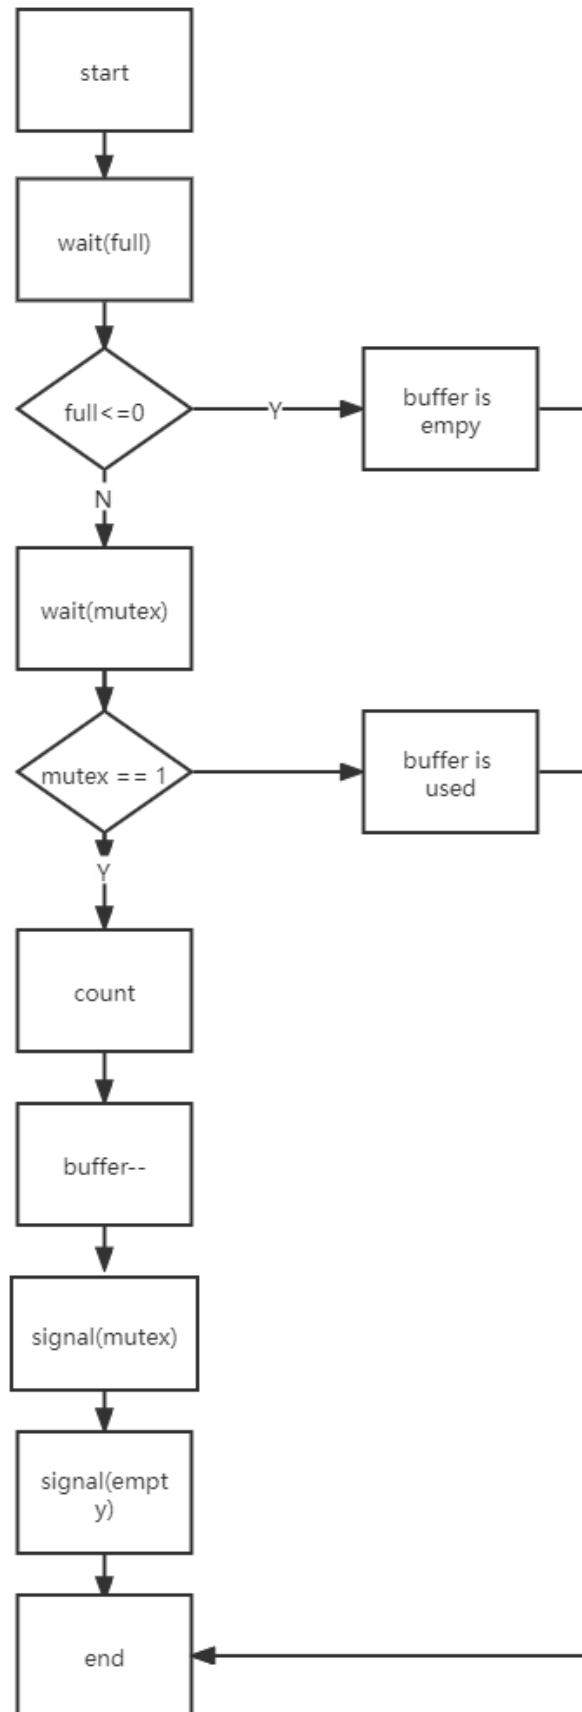 start
wait(full)
full<=0
Y
buffer is
empy
N
wait(mutex)
mutex == 1
buffer is
used
Y
count
buffer--
signal(mutex)
signal(empt
y)
end